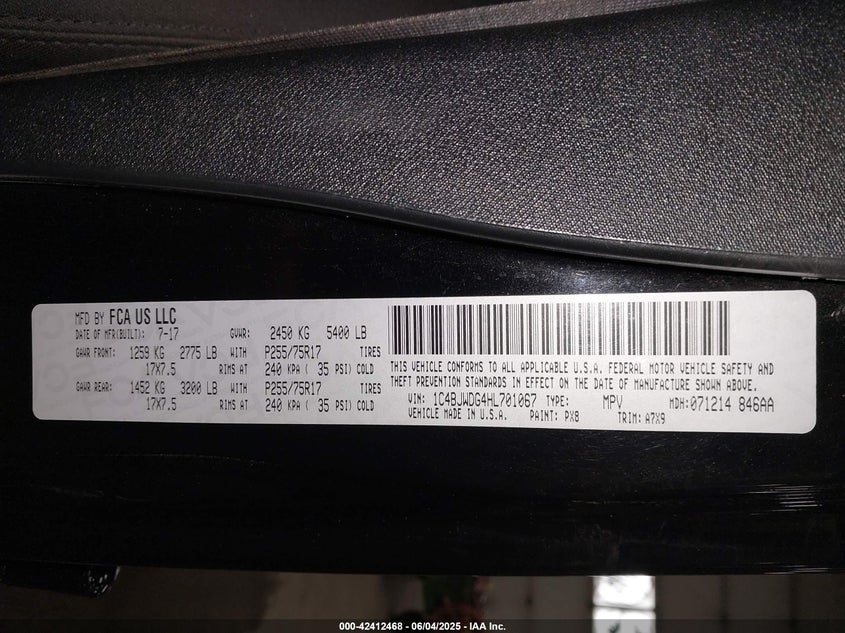 MFD BY FCA US LLC
DATE OF MFR(BUILT): 7-17 GVWR: 2450 KG 5400 LB
GAWR FRONT: 1259 KG 2775 LB WITH P255/75R17 TIRES
17X7.5 RIMS AT 240 KPA ( 35 PSI) COLD
GAWR REAR: 1452 KG 3200 LB WITH P255/75R17 TIRES
17X7.5 RIMS AT 240 KPA ( 35 PSI) COLD
THIS VEHICLE CONFORMS TO ALL APPLICABLE U.S.A. FEDERAL MOTOR VEHICLE SAFETY AND
THEFT PREVENTION STANDARDS IN EFFECT ON THE DATE OF MANUFACTURE SHOWN ABOVE.
VIN: 1C4BJWDG4HL701067 TYPE: MPV MDH:071214 846AA
VEHICLE MADE IN U.S.A. PAINT: PX8 TRIM: A7X9
000-42412468 - 06/04/2025 - IAA Inc.